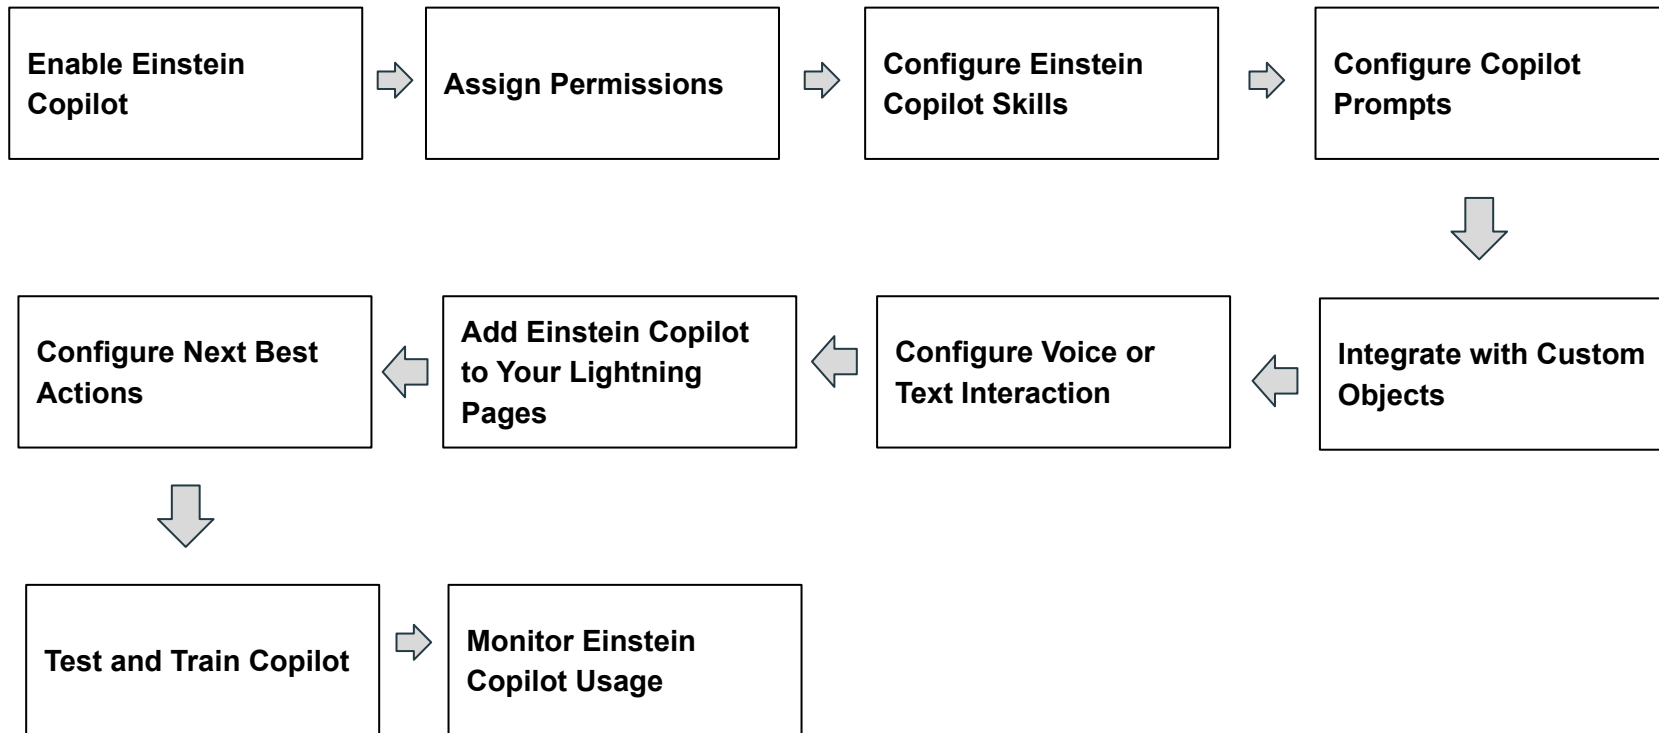 Enable Einstein
Copilot
Assign Permissions
Configure Einstein
Copilot Skills
Configure Copilot
Prompts
Integrate with Custom
Objects
Configure Voice or
Text Interaction
Add Einstein Copilot
to Your Lightning
Pages
Configure Next Best
Actions
Test and Train Copilot
Monitor Einstein
Copilot Usage